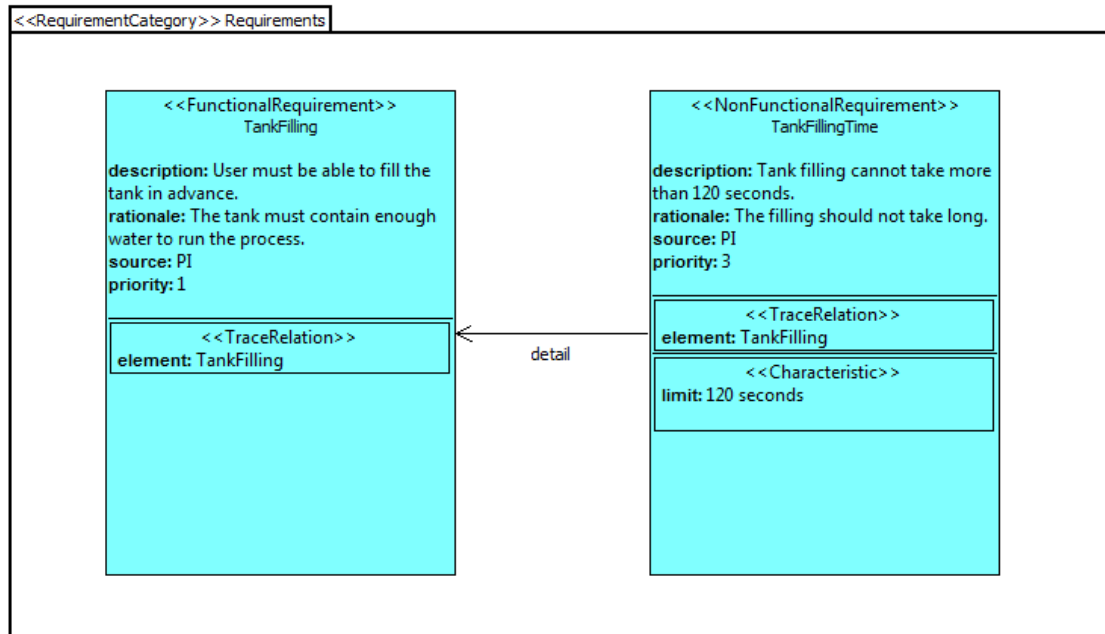 <<RequirementCategory>> Requirements
<<FunctionalRequirement>>
TankFilling
description: User must be able to fill the
tank in advance.
rationale: The tank must contain enough
water to run the process.
source: PI
priority: 1
<<TraceRelation>>
element: TankFilling
detail
<<NonFunctionalRequirement>>
TankFillingTime
description: Tank filling cannot take more
than 120 seconds.
rationale: The filling should not take long.
source: PI
priority: 3
<<TraceRelation>>
element: TankFilling
<<Characteristic>>
limit: 120 seconds